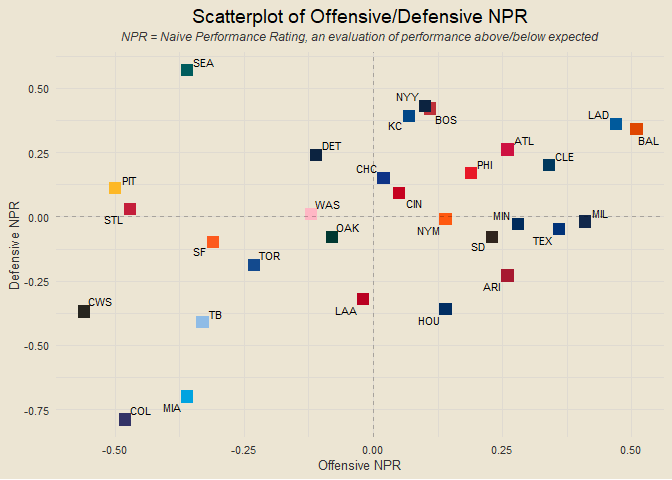 Scatterplot of Offensive/Defensive NPR
NPR = Naive Performance Rating, an evaluation of performance above/below expected
SEA
0.50
NYY
BOS
KC
LAD
BAL
0.25
DET
ATL
CLE
CHC
PHI
PIT
CIN
STL
WAS
0.00
OAK
NYM
MIN
MIL
SD
TEX
SF
TOR
-0.25
ARI
CWS
TB
LAA
HOU
-0.50
MIA
COL
-0.75
Defensive NPR
-0.50 -0.25 0.00 0.25 0.50
Offensive NPR